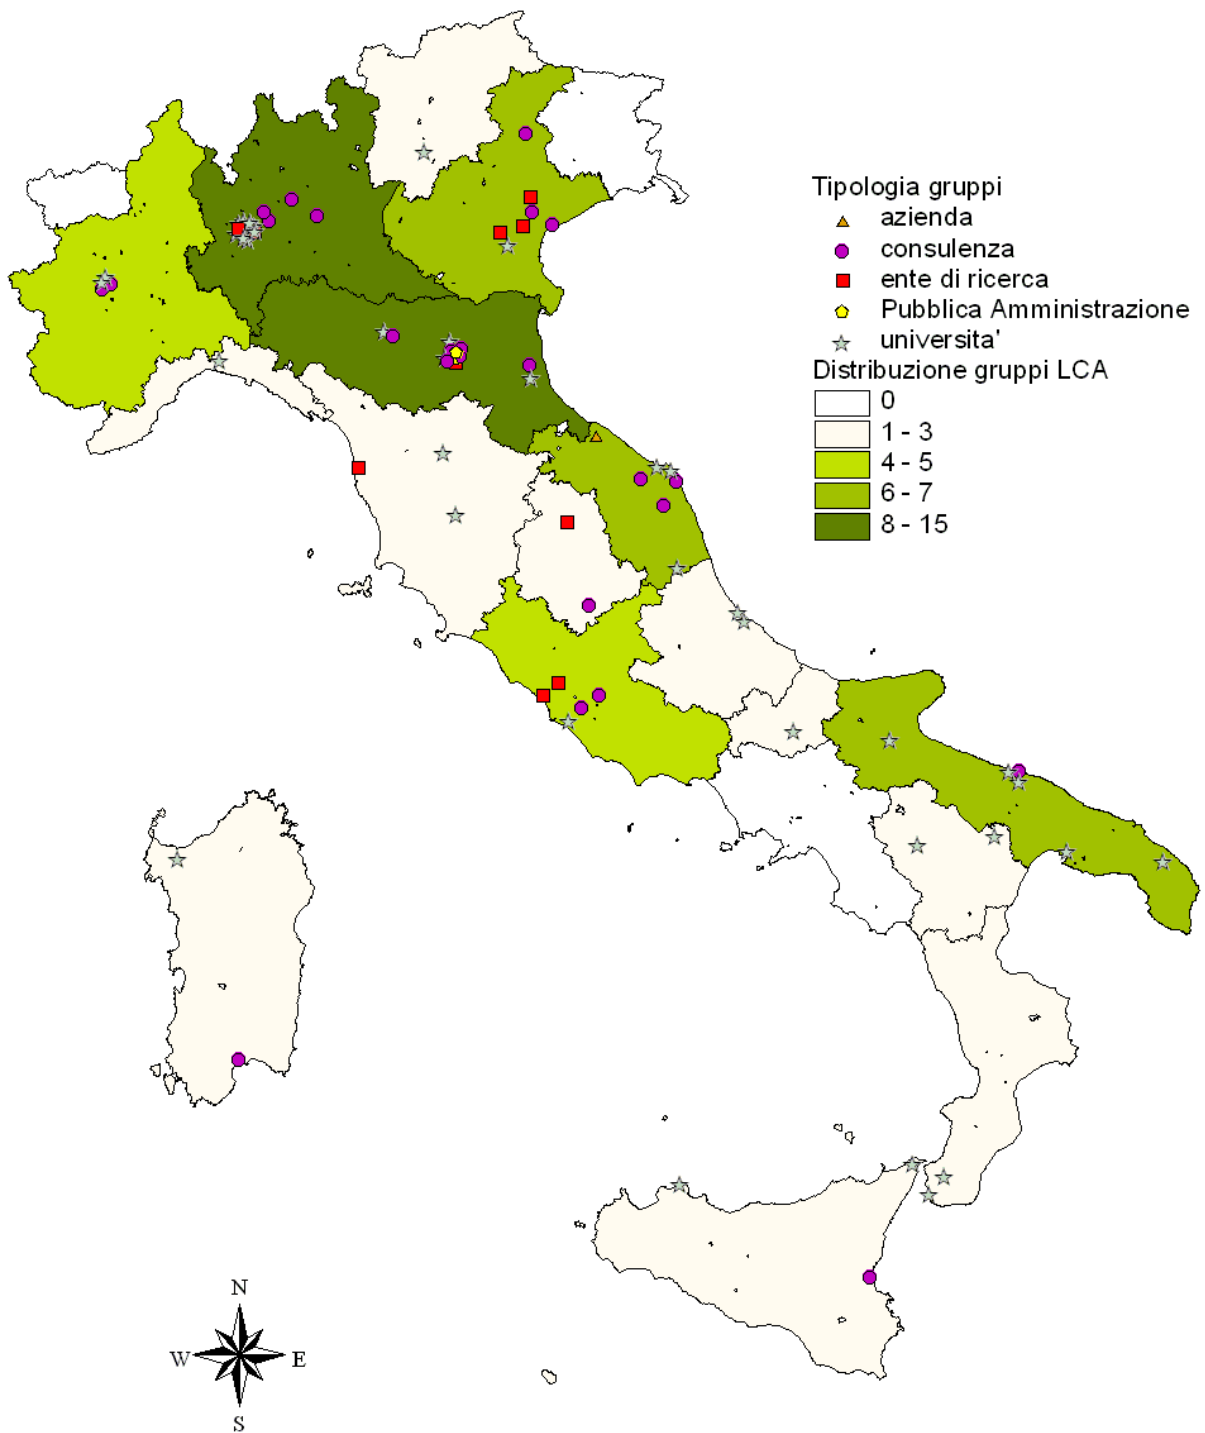 Tipologia gruppi
azienda
consulenza
ente di ricerca
Pubblica Amministrazione
universita'
Distribuzione gruppi LCA
0
1 - 3
4 - 5
6 - 7
8 - 15
N
W E
S